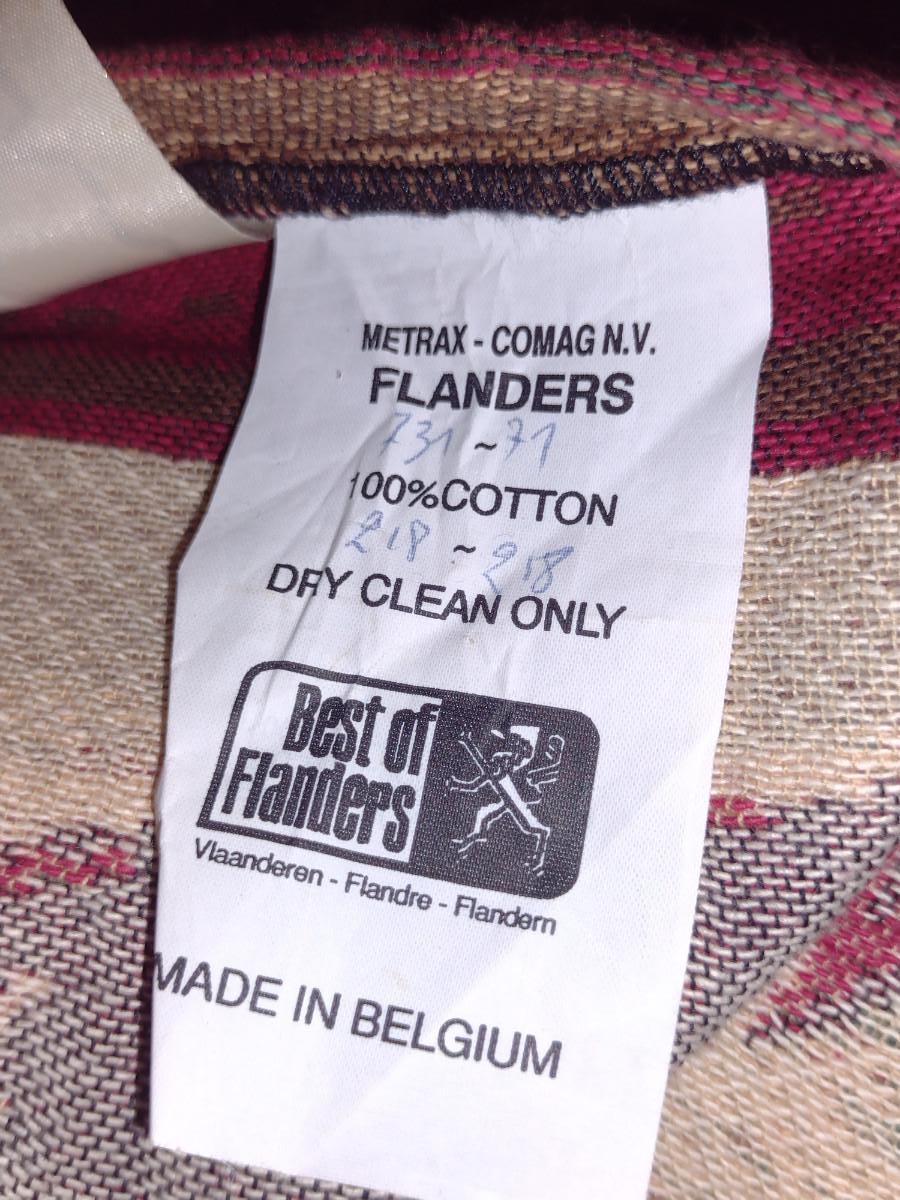 METRAX - COMAG N.V.
FLANDERS
731 ~ 71
100%COTTON
218 ~ 218
DRY CLEAN ONLY
Best of
Flanders
Vlaanderen - Flandre - Flandern
MADE IN BELGIUM